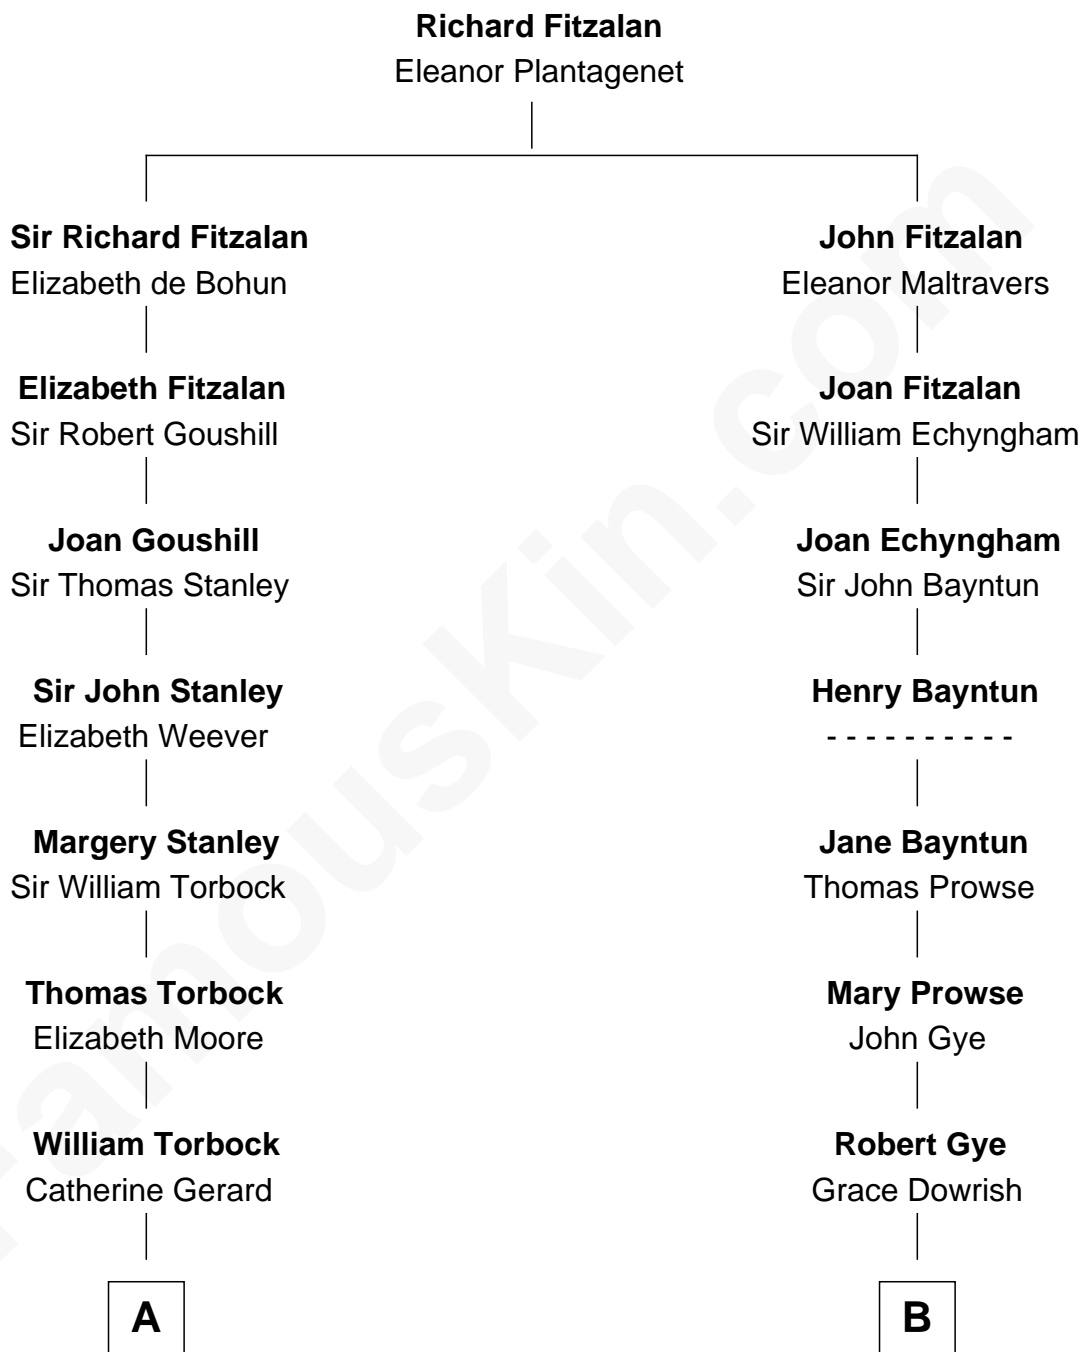 Richard Fitzalan
Eleanor Plantagenet
Sir Richard Fitzalan
Elizabeth de Bohun
Elizabeth Fitzalan
Sir Robert Goushill
Joan Goushill
Sir Thomas Stanley
Sir John Stanley
Elizabeth Weever
Margery Stanley
Sir William Torbock
Thomas Torbock
Elizabeth Moore
William Torbock
Catherine Gerard
A
John Fitzalan
Eleanor Maltravers
Joan Fitzalan
Sir William Echyngham
Joan Echyngham
Sir John Bayntun
Henry Bayntun
- - - - - - - - - -
Jane Bayntun
Thomas Prowse
Mary Prowse
John Gye
Robert Gye
Grace Dowrish
B
FamousKin.com